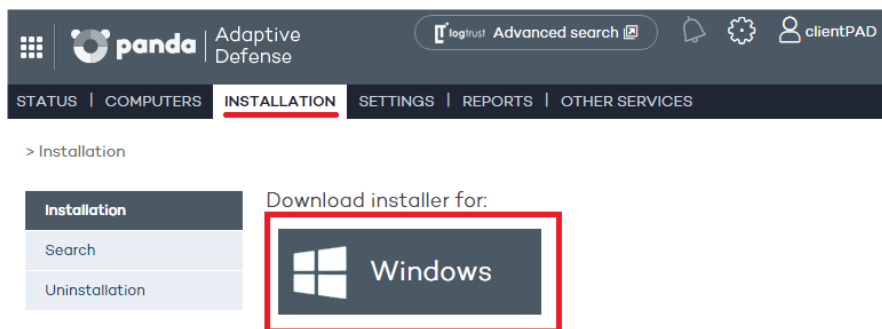 panda Adaptive Defense
logtrust Advanced search
clientPAD
STATUS | COMPUTERS INSTALLATION SETTINGS | REPORTS | OTHER SERVICES
> Installation
Installation
Search
Uninstallation
Download installer for:
Windows